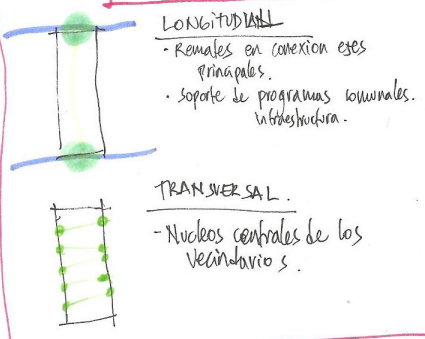 LONGITUDINAL
· Remates en conexion ejes
principales.
· Soporte de programas comunales.
infraestructura.
TRANSVERSAL.
- Nucleos centrales de los
vecindarios.